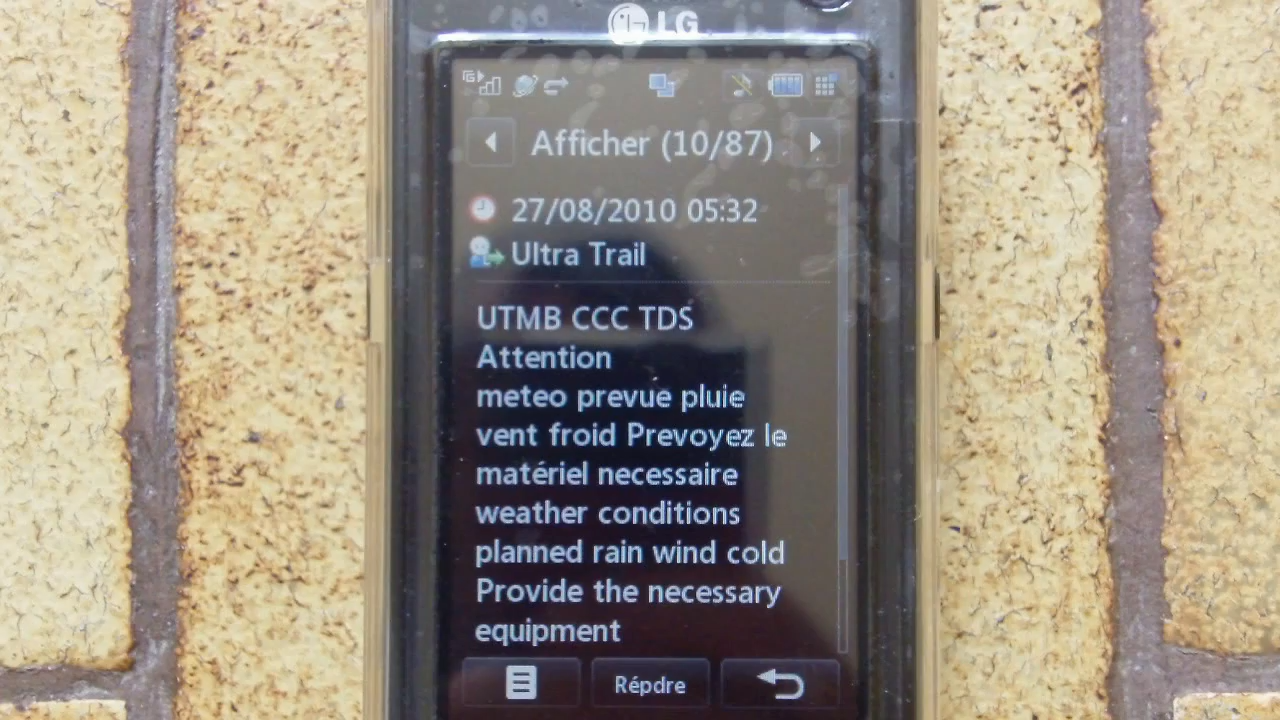 LG
Afficher (10/87)
27/08/2010 05:32
Ultra Trail
UTMB CCC TDS
Attention
meteo prevue pluie
vent froid Prevoyez le
matériel necessaire
weather conditions
planned rain wind cold
Provide the necessary
equipment
Répdre